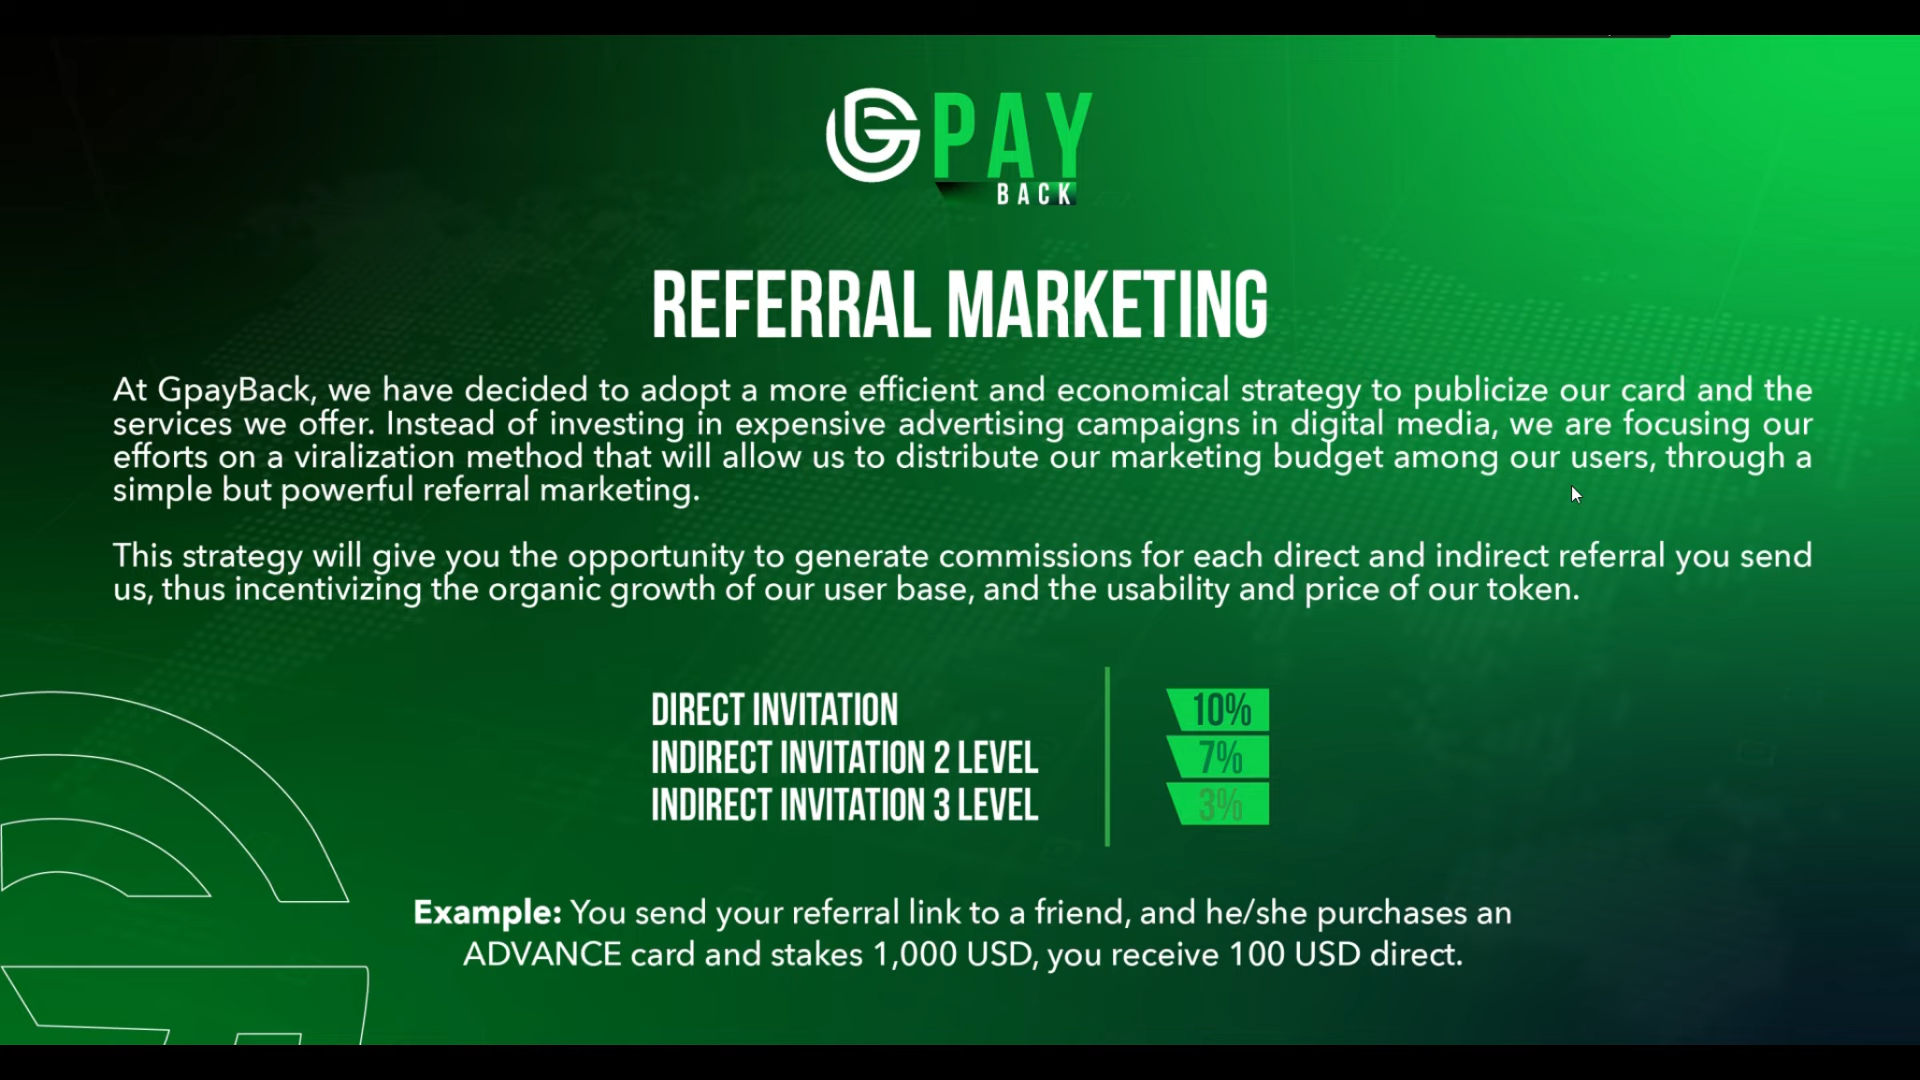 G PAY
BACK
REFERRAL MARKETING
At GpayBack, we have decided to adopt a more efficient and economical strategy to publicize our card and the
services we offer. Instead of investing in expensive advertising campaigns in digital media, we are focusing our
efforts on a viralization method that will allow us to distribute our marketing budget among our users, through a
simple but powerful referral marketing.
This strategy will give you the opportunity to generate commissions for each direct and indirect referral you send
us, thus incentivizing the organic growth of our user base, and the usability and price of our token.
DIRECT INVITATION 10%
INDIRECT INVITATION 2 LEVEL 7%
INDIRECT INVITATION 3 LEVEL 3%
Example: You send your referral link to a friend, and he/she purchases an
ADVANCE card and stakes 1,000 USD, you receive 100 USD direct.